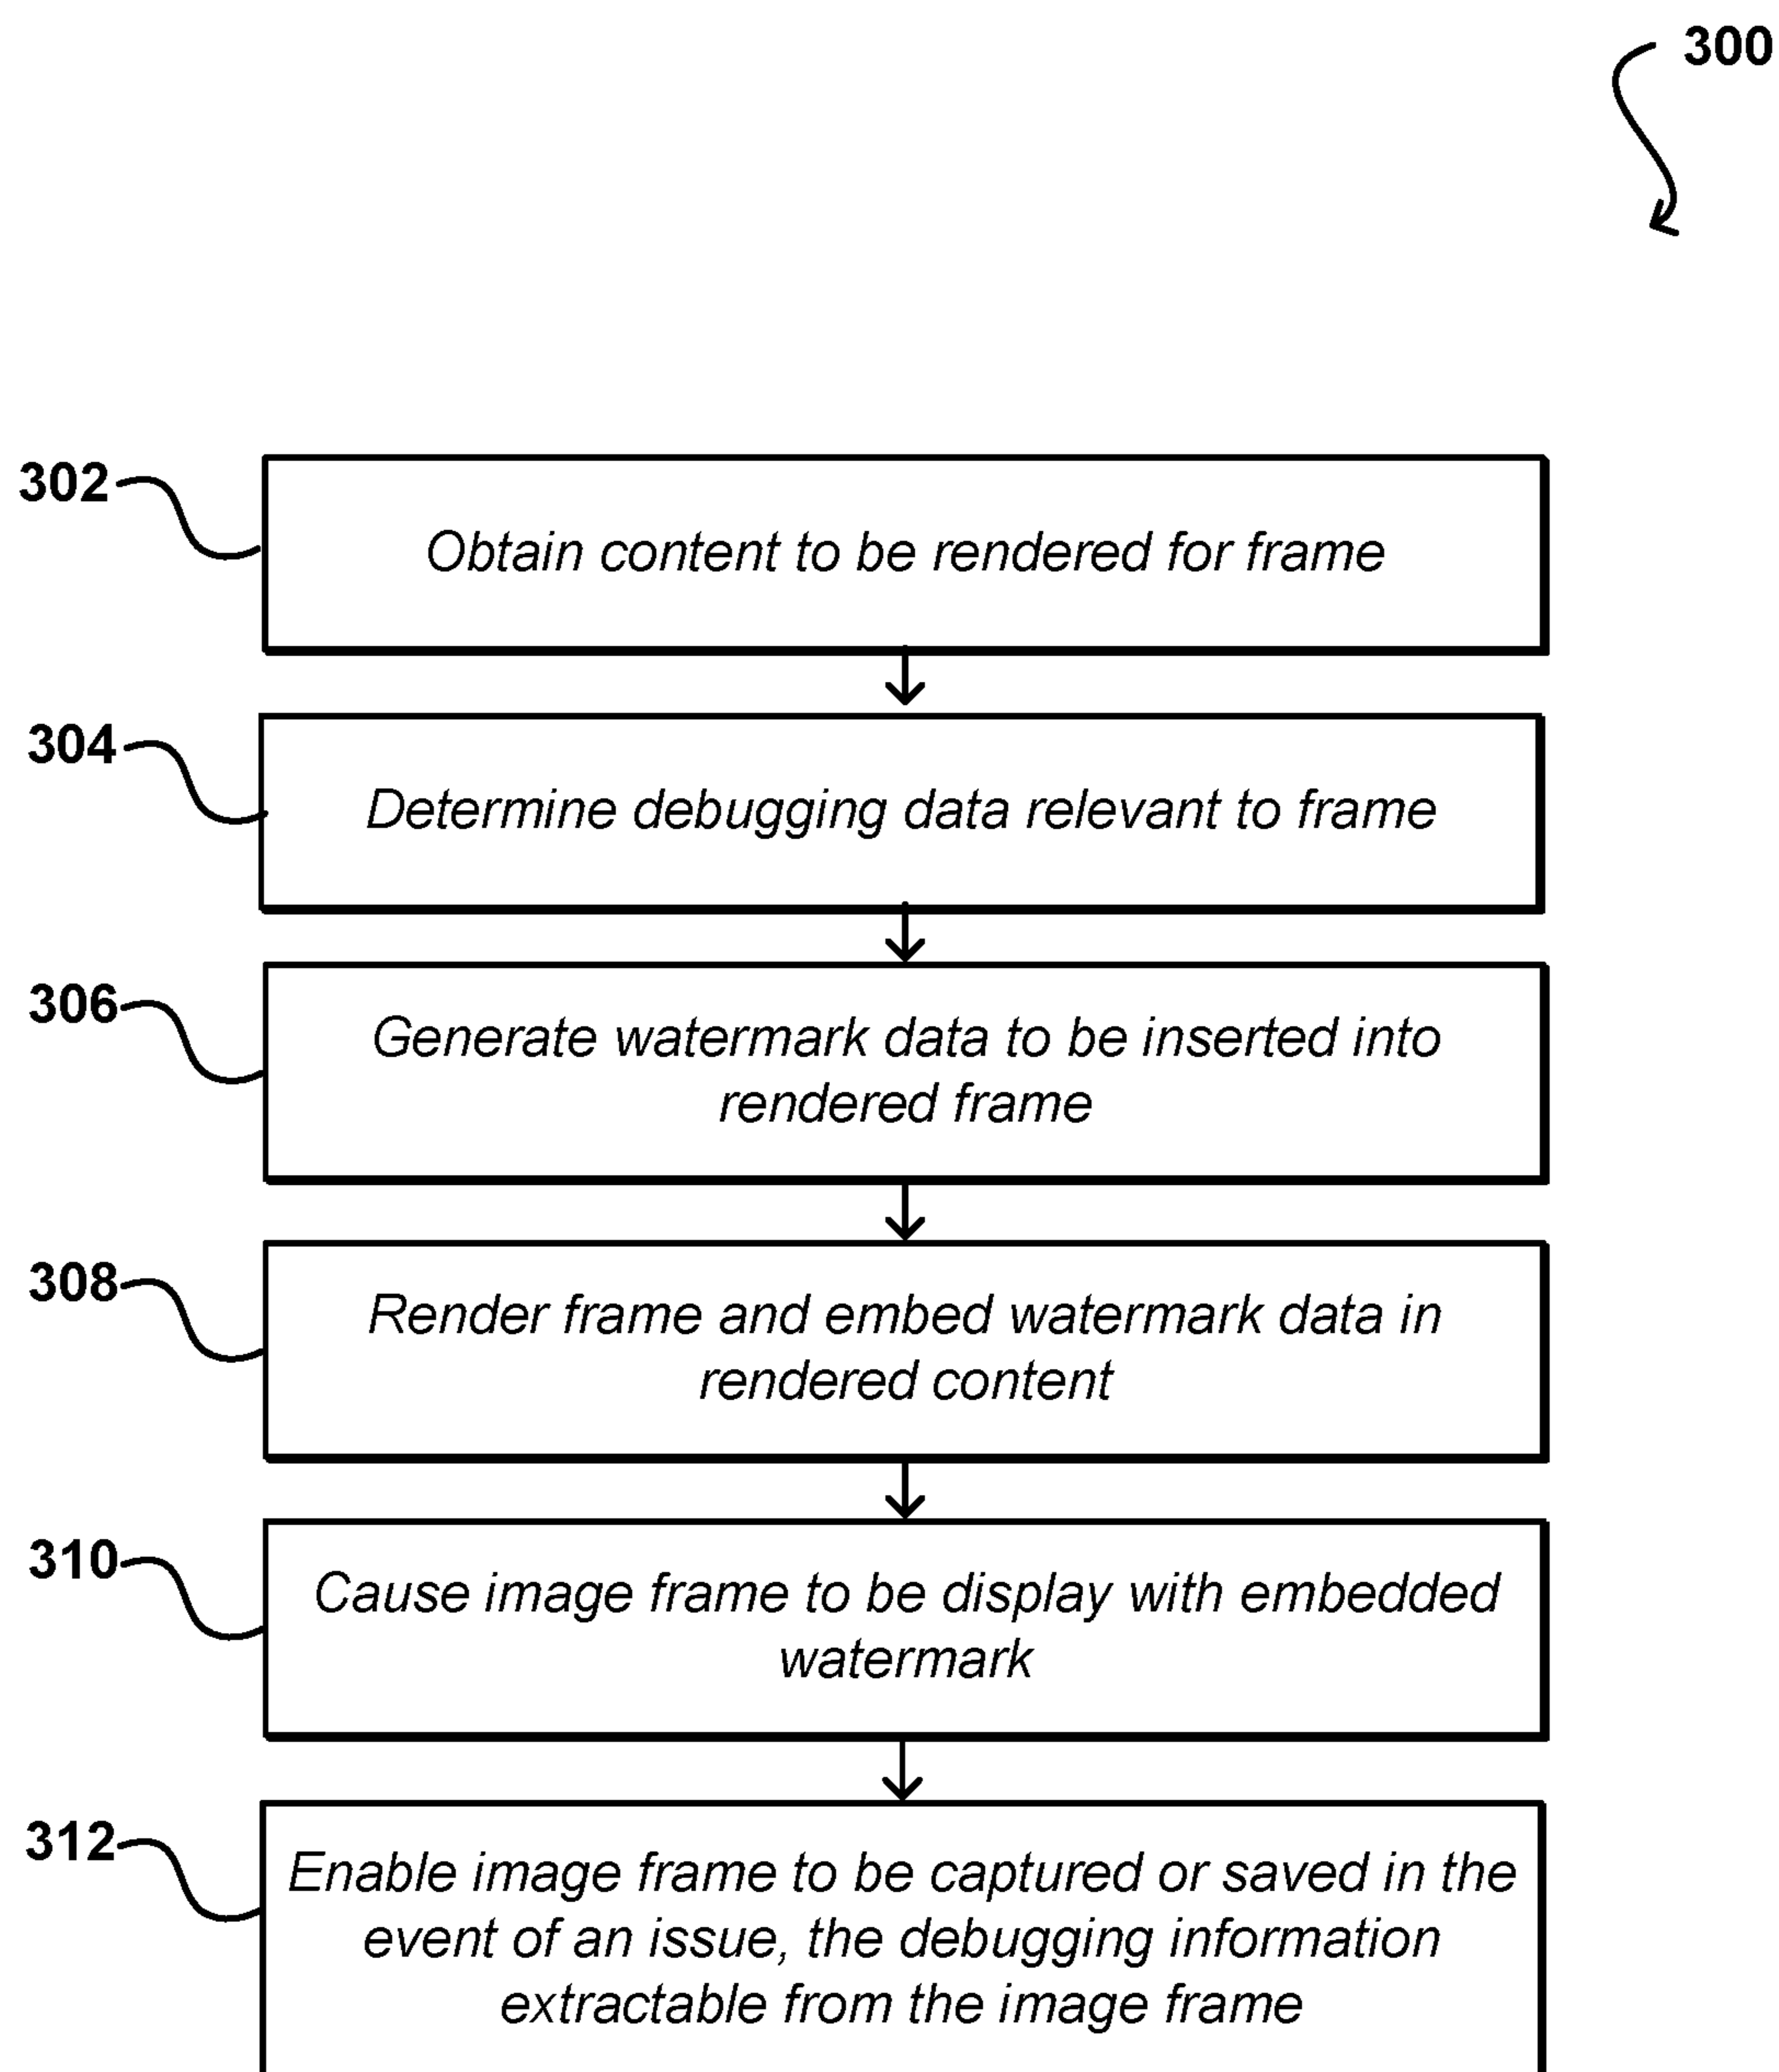 300
302
Obtain content to be rendered for frame
304
Determine debugging data relevant to frame
306
Generate watermark data to be inserted into
rendered frame
308
Render frame and embed watermark data in
rendered content
310
Cause image frame to be display with embedded
watermark
312
Enable image frame to be captured or saved in the
event of an issue, the debugging information
extractable from the image frame